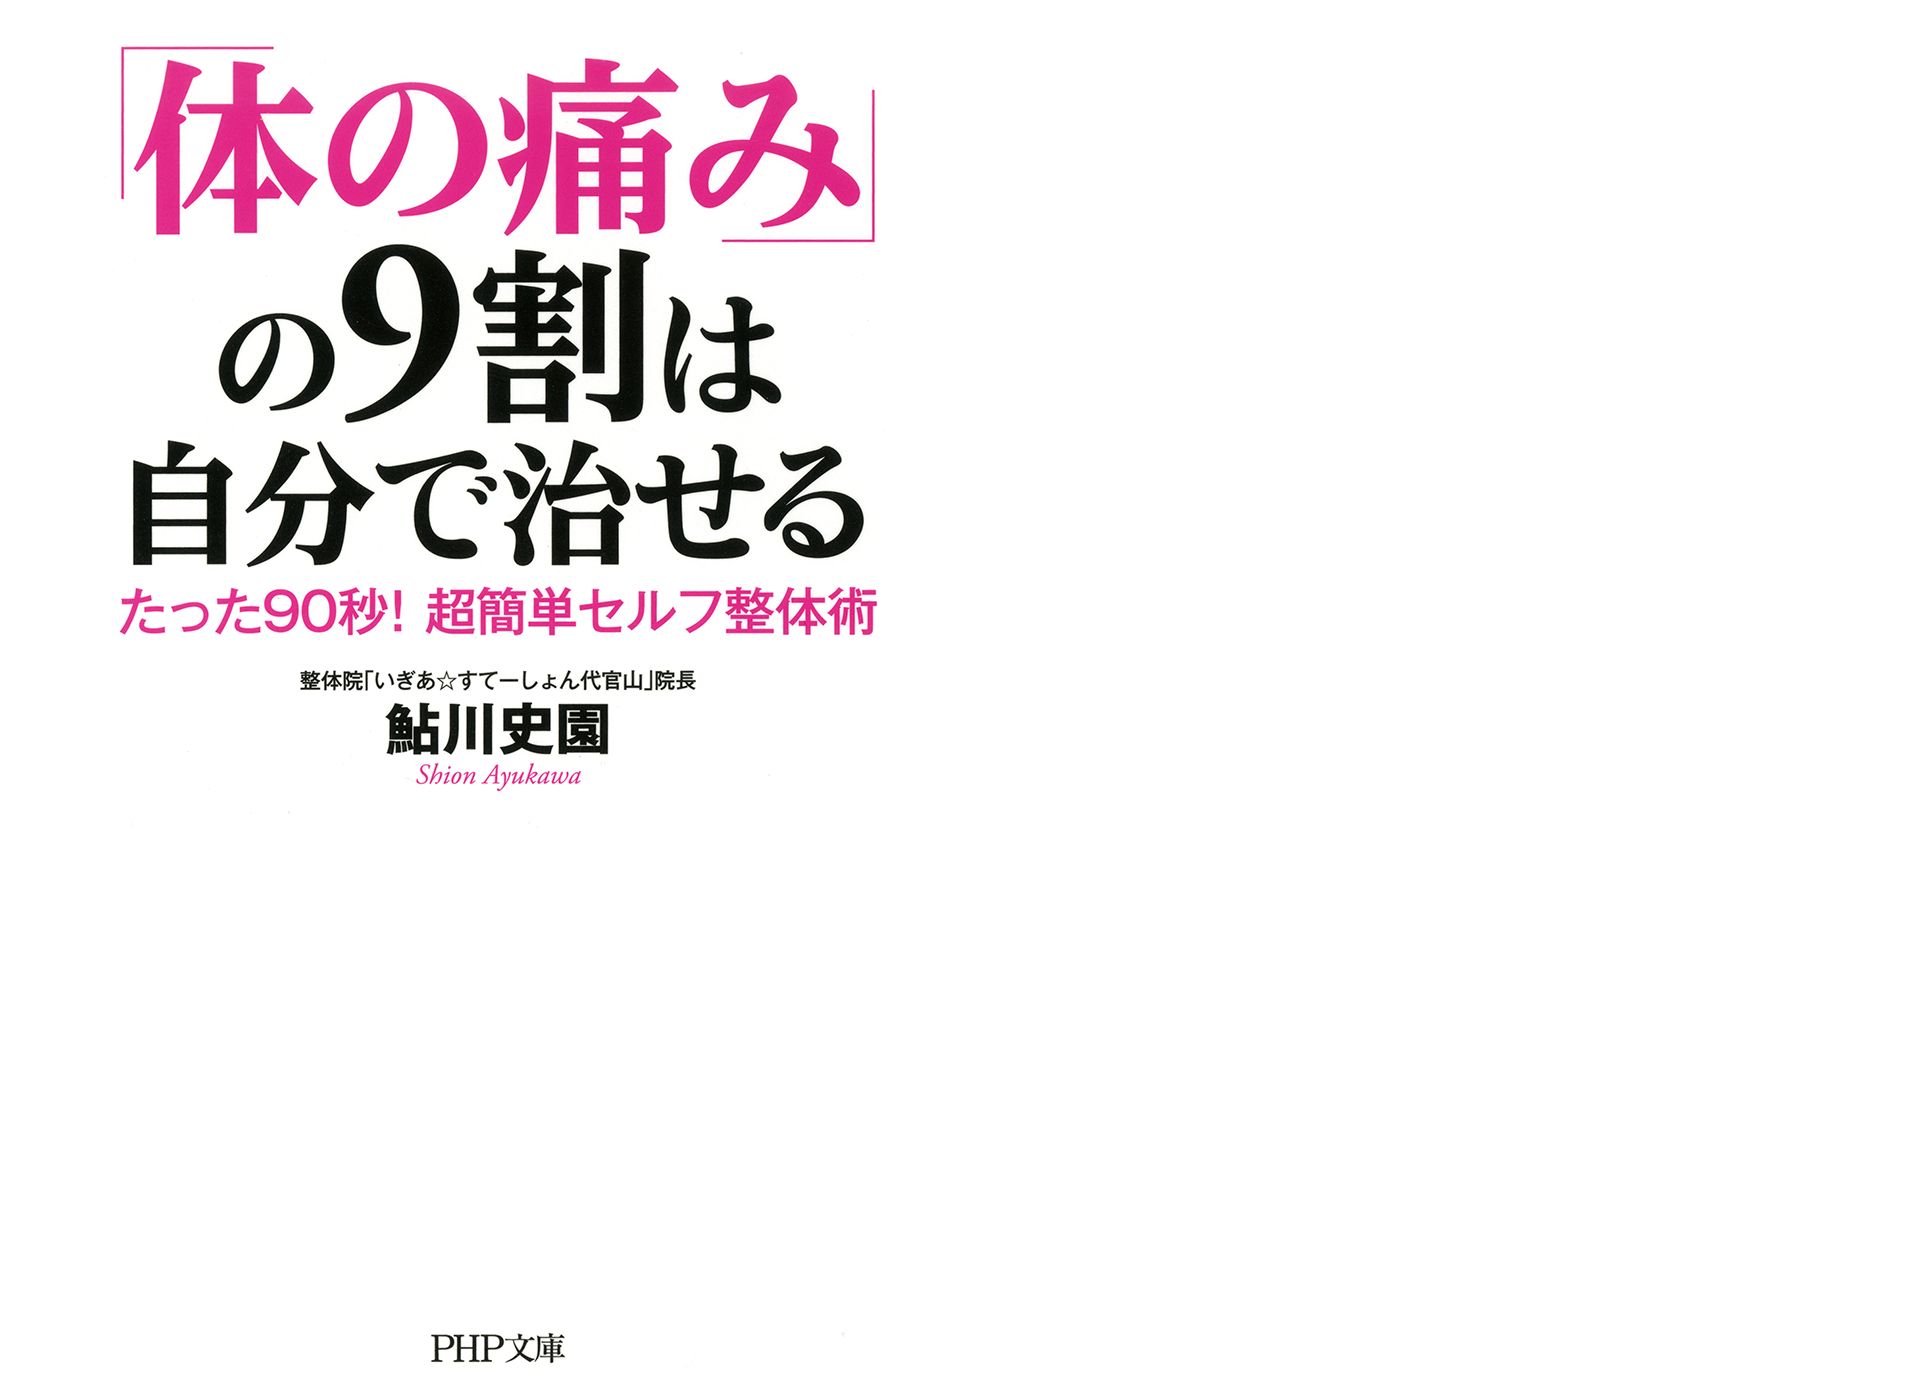 「体の痛み」
の9割は
自分で治せる
たった90秒！ 超簡単セルフ整体術
整体院「いぎあ☆すてーしょん代官山」院長
鮎川史園
Shion Ayukawa
PHP文庫